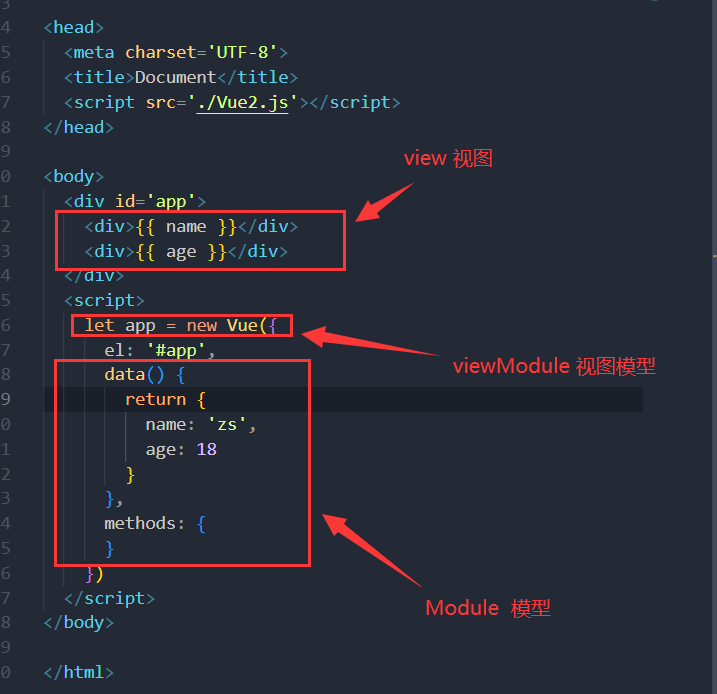 3
4 <head>
5 <meta charset='UTF-8'>
6 <title>Document</title>
7 <script src='./Vue2.js'></script>
8 </head>
9
0 <body>
view 视图
1 <div id='app'>
2 <div>{{ name }}</div>
3 <div>{{ age }}</div>
4 </div>
5 <script>
6 let app = new Vue({
7 el: '#app',
viewModule 视图模型
8 data() {
9 return {
0 name: 'zs',
1 age: 18
2 }
3 },
4 methods: {
5 }
6 })
7 </script>
Module 模型
8 </body>
9
0 </html>